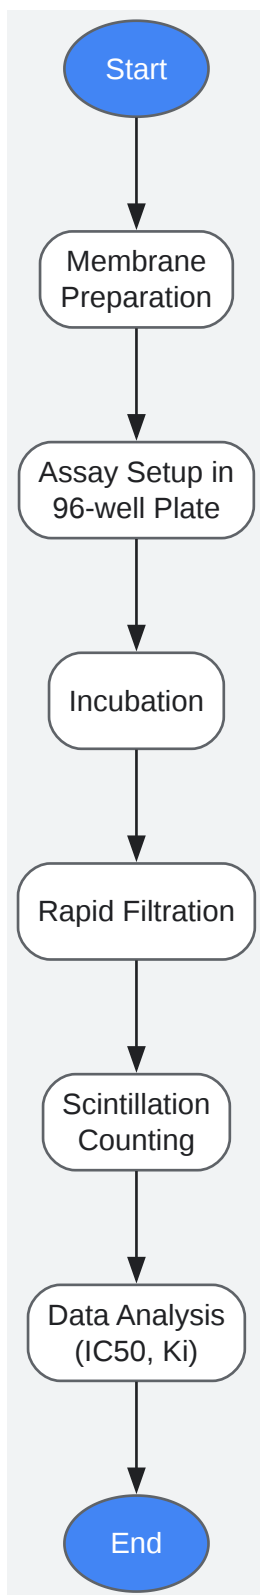 Start
Membrane
Preparation
Assay Setup in
96-well Plate
Incubation
Rapid Filtration
Scintillation
Counting
Data Analysis
(IC50, Ki)
End